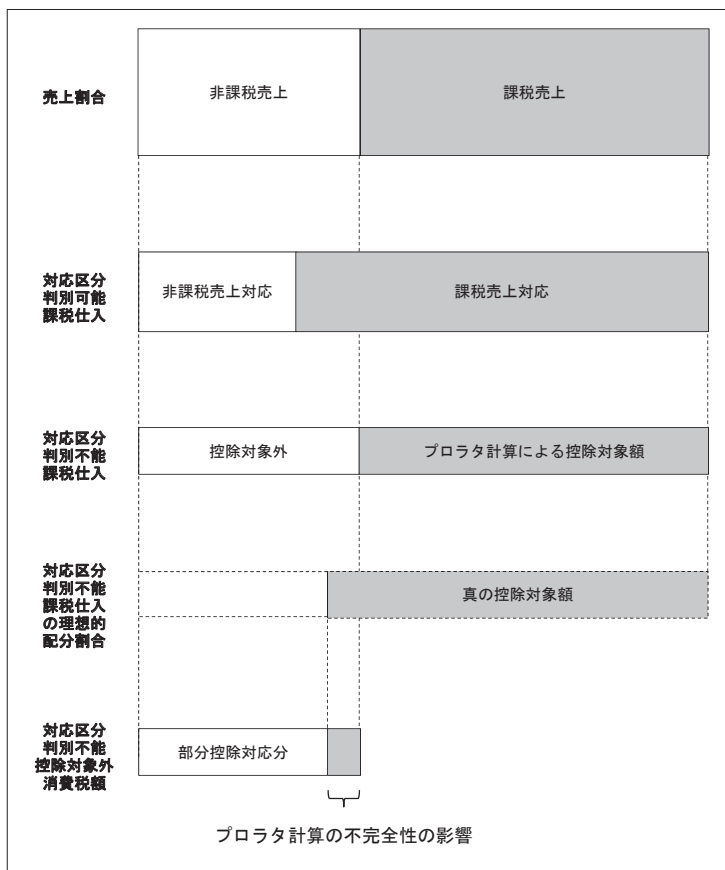 売上割合
非課税売上
課税売上
対応区分
判別可能
課税仕入
非課税売上対応
課税売上対応
対応区分
判別不能
課税仕入
控除対象外
プロラタ計算による控除対象額
対応区分
判別不能
課税仕入
の理想的
配分割合
真の控除対象額
対応区分
判別不能
控除対象外
消費税額
部分控除対応分
プロラタ計算の不完全性の影響